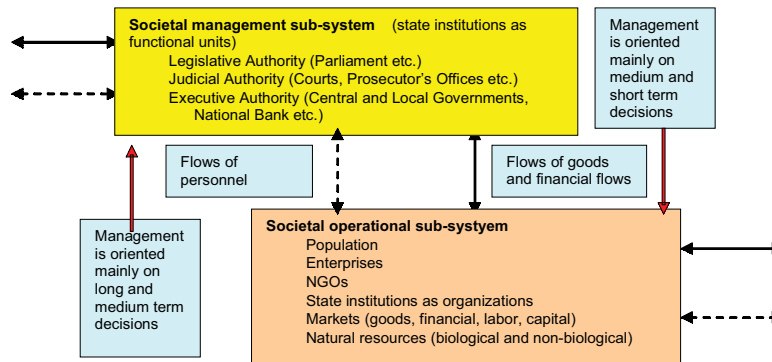 Societal management sub-system (state institutions as
functional units)
Legislative Authority (Parliament etc.)
Judicial Authority (Courts, Prosecutor's Offices etc.)
Executive Authority (Central and Local Governments,
National Bank etc.)
Management
is oriented
mainly on
medium and
short term
decisions
Flows of
personnel
Flows of goods
and financial flows
Management
is oriented
mainly on
long and
medium term
decisions
Societal operational sub-systyem
Population
Enterprises
NGOs
State institutions as organizations
Markets (goods, financial, labor, capital)
Natural resources (biological and non-biological)